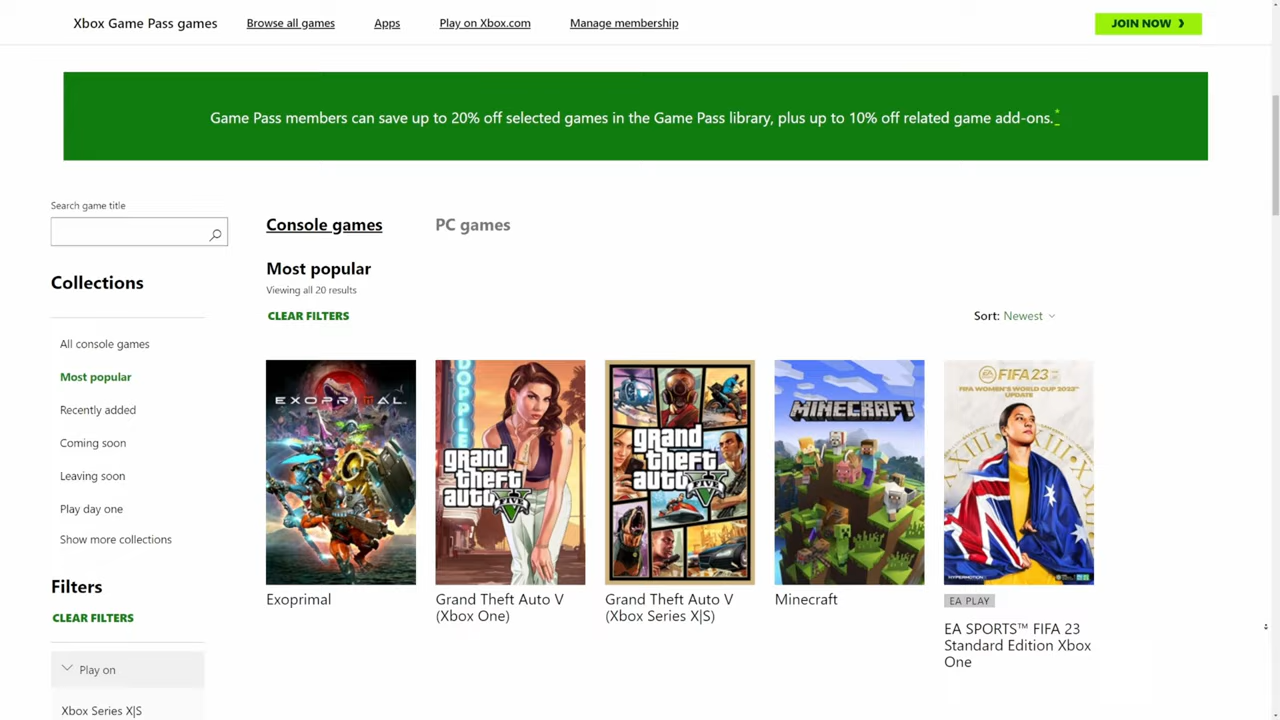 Xbox Game Pass games
Browse all games
Apps
Play on Xbox.com
Manage membership
JOIN NOW
Game Pass members can save up to 20% off selected games in the Game Pass library, plus up to 10% off related game add-ons.*
Search game title
Console games
PC games
Collections
Most popular
Viewing all 20 results
CLEAR FILTERS
Sort: Newest
All console games
Most popular
Recently added
Coming soon
Leaving soon
Play day one
Show more collections
Filters
CLEAR FILTERS
Play on
Xbox Series X|S
EXOPRIMAL
grand
theft
auto V
FIVE
grand
theft
auto V
FIVE
MINECRAFT
EA FIFA 23
FIFA WOMEN'S WORLD CUP 2023™
UPDATE
HYPERMOTION
Exoprimal
Grand Theft Auto V
(Xbox One)
Grand Theft Auto V
(Xbox Series X|S)
Minecraft
EA PLAY
EA SPORTS™ FIFA 23
Standard Edition Xbox
One